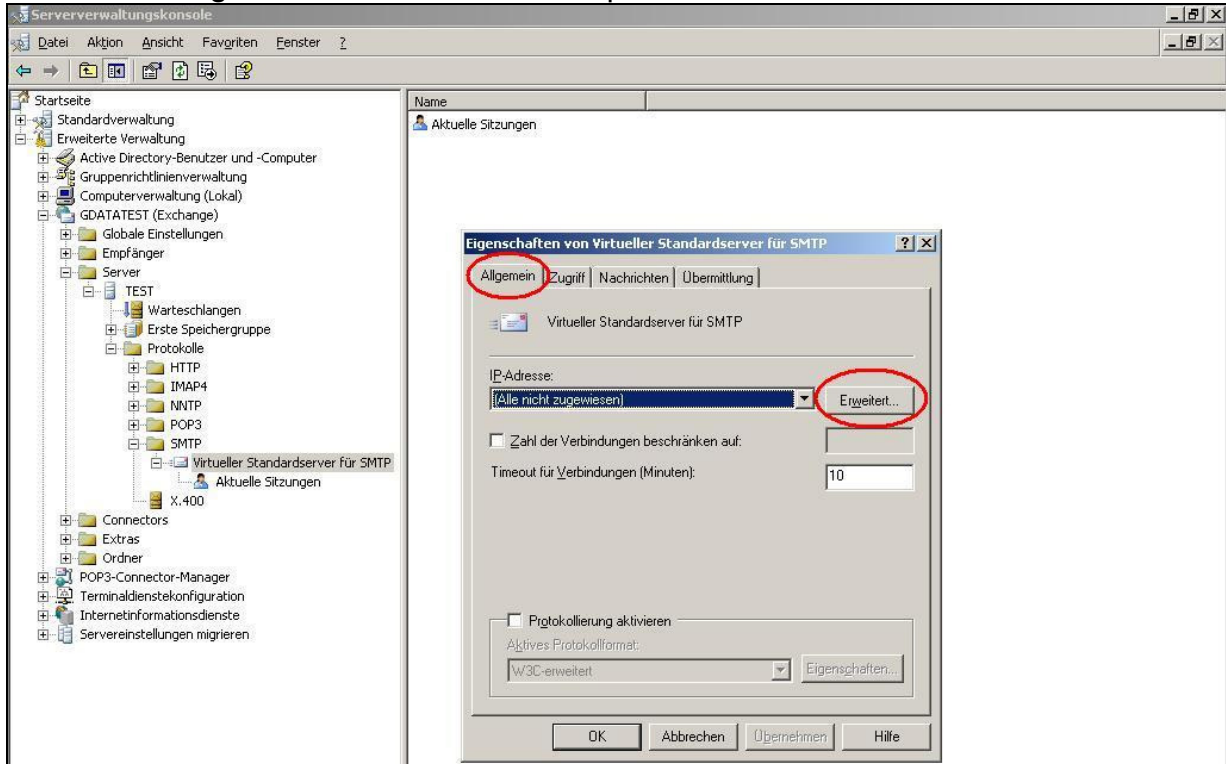 Serververwaltungskonsole
Datei Aktion Ansicht Favoriten Fenster ?
Startseite
Standardverwaltung
Erweiterte Verwaltung
Active Directory-Benutzer und -Computer
Gruppenrichtlinienverwaltung
Computerverwaltung (Lokal)
GDATATEST (Exchange)
Globale Einstellungen
Empfänger
Server
TEST
Warteschlangen
Erste Speichergruppe
Protokolle
HTTP
IMAP4
NNTP
POP3
SMTP
Virtueller Standardserver für SMTP
Aktuelle Sitzungen
X.400
Connectors
Extras
Ordner
POP3-Connector-Manager
Terminaldienstekonfiguration
Internetinformationsdienste
Servereinstellungen migrieren
Name
Aktuelle Sitzungen
Eigenschaften von Virtueller Standardserver für SMTP
Allgemein Zugriff Nachrichten Übermittlung
Virtueller Standardserver für SMTP
IP-Adresse:
(Alle nicht zugewiesen) Erweitert...
Zahl der Verbindungen beschränken auf:
Timeout für Verbindungen (Minuten): 10
Protokollierung aktivieren
Aktives Protokollformat:
W3C-erweitert Eigenschaften...
OK Abbrechen Übernehmen Hilfe